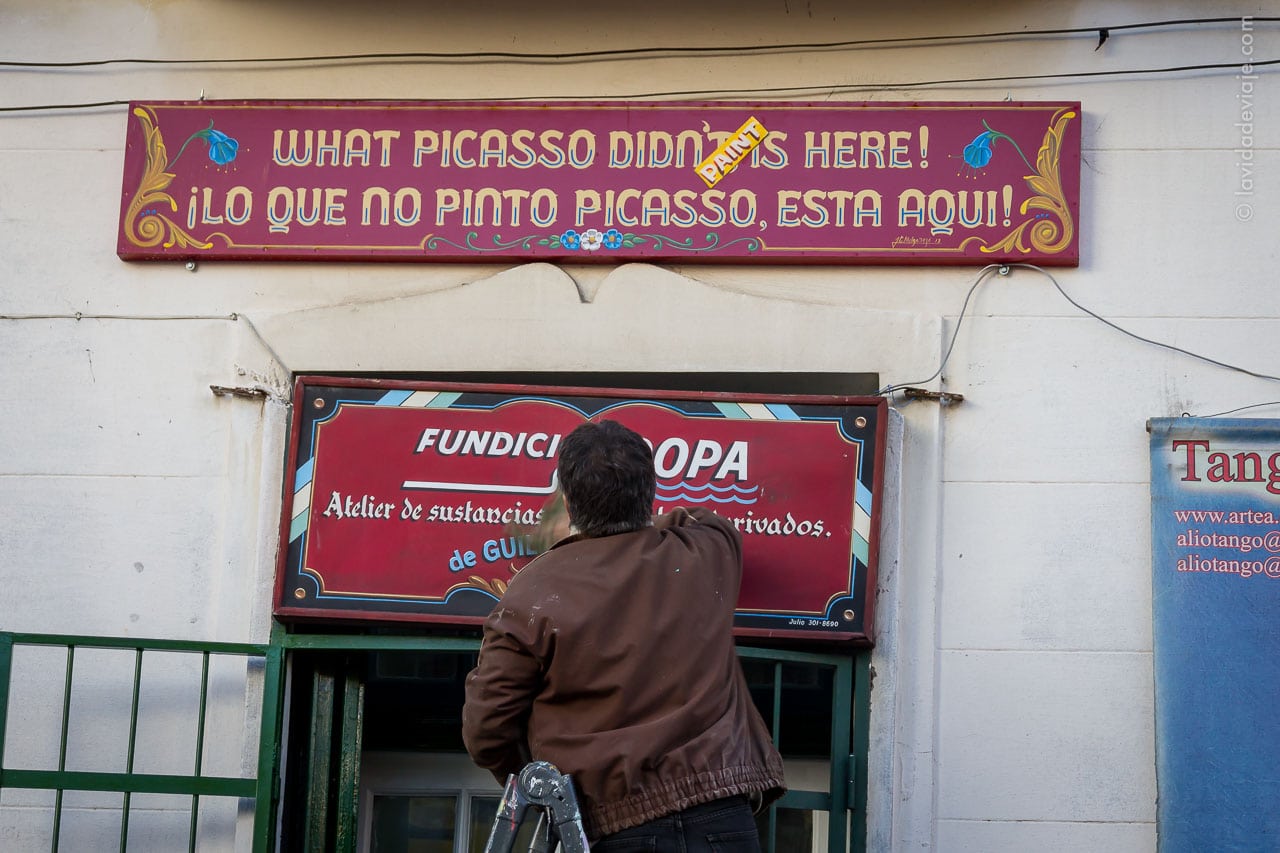 WHAT PICASSO DIDN'T PAINT IS HERE!
¡LO QUE NO PINTO PICASSO, ESTA AQUI!
FUNDICI OPA
Atelier de sustancias rivados.
de GUI
Julio 301-8690
Tang
www.artea.
aliotango@
aliotango@
© lavidadeviaje.com